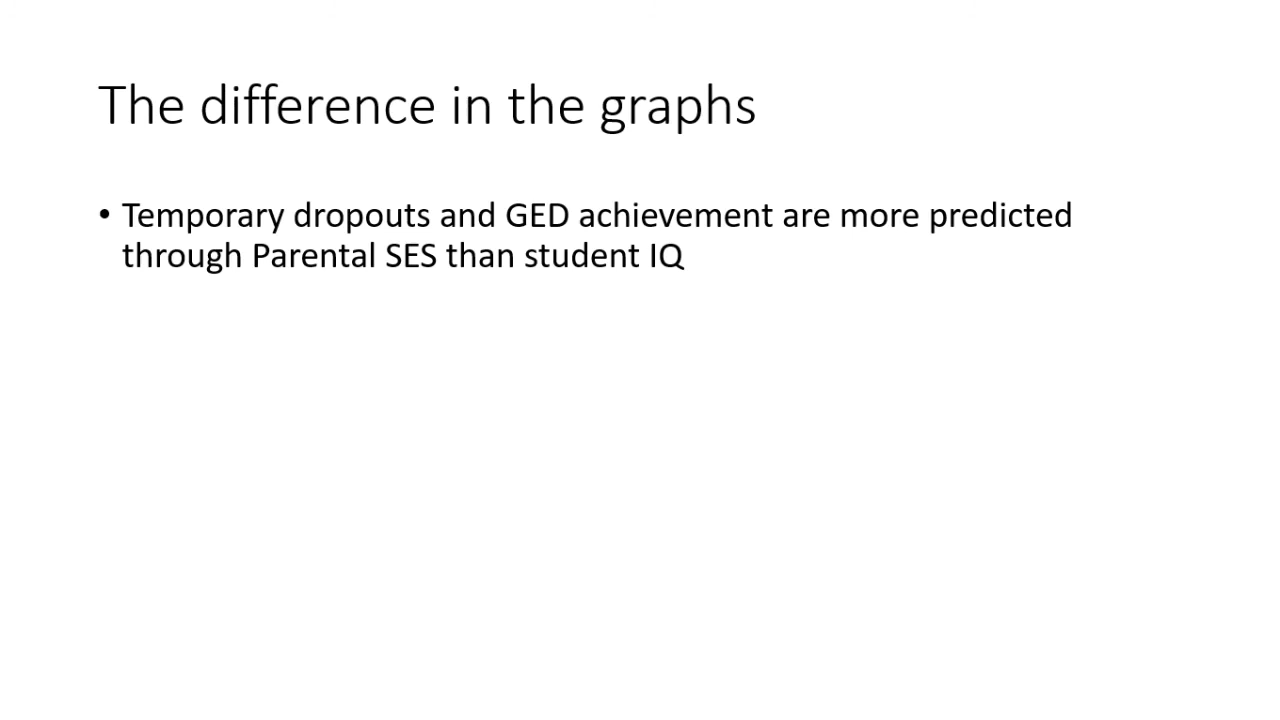 The difference in the graphs
• Temporary dropouts and GED achievement are more predicted
through Parental SES than student IQ